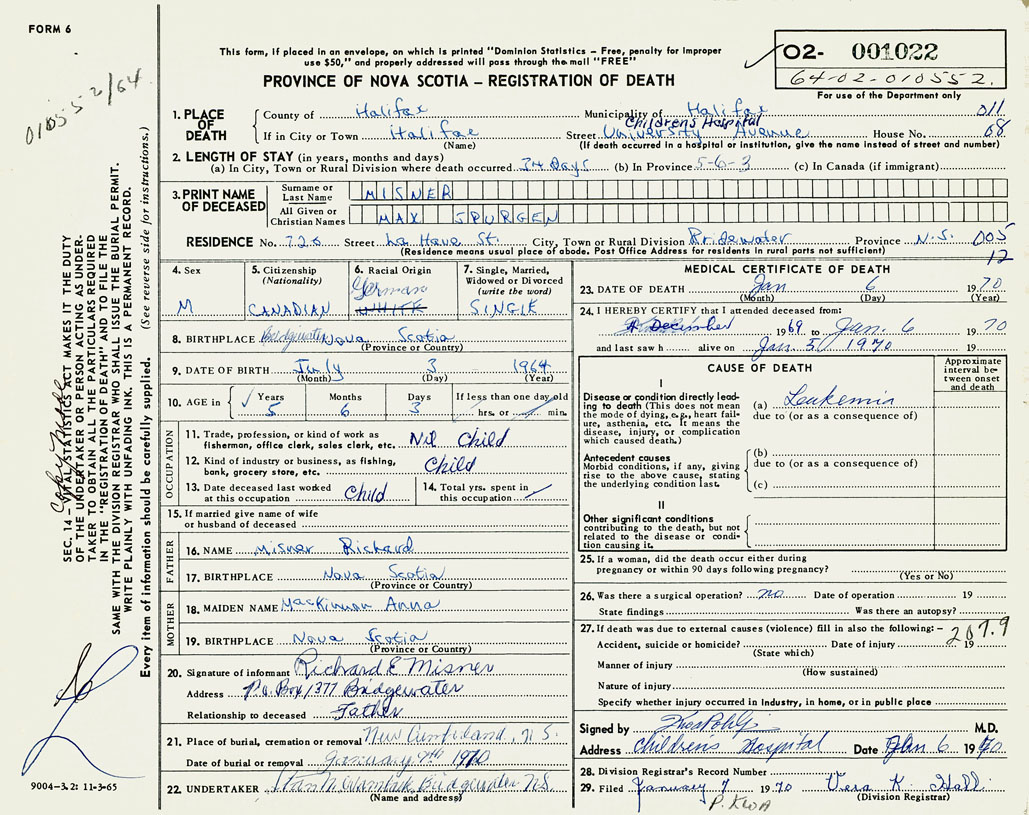 FORM 6
This form, if placed in an envelope, on which is printed "Dominion Statistics – Free, penalty for improper
use $50," and properly addressed will pass through the mail "FREE"
O2- 001022
64-02-010552.
For use of the Department only
PROVINCE OF NOVA SCOTIA – REGISTRATION OF DEATH
010552/64
1. PLACE OF DEATH
County of Halifax Municipality of Halifax 011
Childrens Hospital
If in City or Town Halifax Street University Avenue House No. 08
(Name) (If death occurred in a hospital or institution, give the name instead of street and number)
2. LENGTH OF STAY (in years, months and days)
(a) In City, Town or Rural Division where death occurred 34 Days (b) In Province 5-6-3 (c) In Canada (if immigrant)
3. PRINT NAME OF DECEASED
Surname or Last Name MISNER
All Given or Christian Names MAX SPURGEN
RESIDENCE No. 726 Street La Have St. City, Town or Rural Division Bridgewater Province N.S. 005
(Residence means usual place of abode. Post Office Address for residents in rural parts not sufficient) 12
4. Sex M
5. Citizenship (Nationality) CANADIAN
6. Racial Origin German WHITE
7. Single, Married, Widowed or Divorced (write the word) SINGLE
8. BIRTHPLACE Bridgewater Nova Scotia
(Province or Country)
9. DATE OF BIRTH July 3 1964
(Month) (Day) (Year)
10. AGE in Years 5 Months 6 Days 3 If less than one day old hrs. or min.
OCCUPATION
11. Trade, profession, or kind of work as fisherman, office clerk, sales clerk, etc. Nil Child
12. Kind of industry or business, as fishing, bank, grocery store, etc. Child
13. Date deceased last worked at this occupation Child
14. Total yrs. spent in this occupation
15. If married give name of wife or husband of deceased
FATHER
16. NAME Misner Richard
17. BIRTHPLACE Nova Scotia
(Province or Country)
MOTHER
18. MAIDEN NAME MacKinnon Anna
19. BIRTHPLACE Nova Scotia
(Province or Country)
20. Signature of informant Richard E Misner
Address P.O. Box 1377 Bridgewater
Relationship to deceased Father
21. Place of burial, cremation or removal New Cumberland, N.S.
Date of burial or removal January 9th 1970
22. UNDERTAKER Bridgewater NS.
(Name and address)
MEDICAL CERTIFICATE OF DEATH
23. DATE OF DEATH Jan 6 1970
(Month) (Day) (Year)
24. I HEREBY CERTIFY that I attended deceased from:
December 1969 to Jan. 6 1970
and last saw h alive on Jan 5 1970
CAUSE OF DEATH
Approximate interval between onset and death
I
Disease or condition directly leading to death (This does not mean the mode of dying, e.g., heart failure, asthenia, etc. It means the disease, injury, or complication which caused death.)
(a) Leukemia
due to (or as a consequence of)
Antecedent causes
Morbid conditions, if any, giving rise to the above cause, stating the underlying condition last.
(b)
due to (or as a consequence of)
(c)
II
Other significant conditions
contributing to the death, but not related to the disease or condition causing it.
25. If a woman, did the death occur either during pregnancy or within 90 days following pregnancy?
(Yes or No)
26. Was there a surgical operation? no Date of operation 19
State findings Was there an autopsy?
27. If death was due to external causes (violence) fill in also the following:– 207.9
Accident, suicide or homicide? Date of injury 19
(State which)
Manner of injury
(How sustained)
Nature of injury
Specify whether injury occurred in Industry, in home, or in public place
Signed by M.D.
Address Children's Hospital Date Jan 6 1970
28. Division Registrar's Record Number
29. Filed January 7 1970 Vera K. Hall
(Division Registrar)
SEC. 14 – VITAL STATISTICS ACT MAKES IT THE DUTY
OF THE UNDERTAKER OR PERSON ACTING AS UNDER-
TAKER TO OBTAIN ALL THE PARTICULARS REQUIRED
IN THE "REGISTRATION OF DEATH" AND TO FILE THE
SAME WITH THE DIVISION REGISTRAR WHO SHALL ISSUE THE BURIAL PERMIT.
WRITE PLAINLY WITH UNFADING INK. THIS IS A PERMANENT RECORD.
Every item of information should be carefully supplied. (See reverse side for instructions.)
9004-3.2: 11-3-65